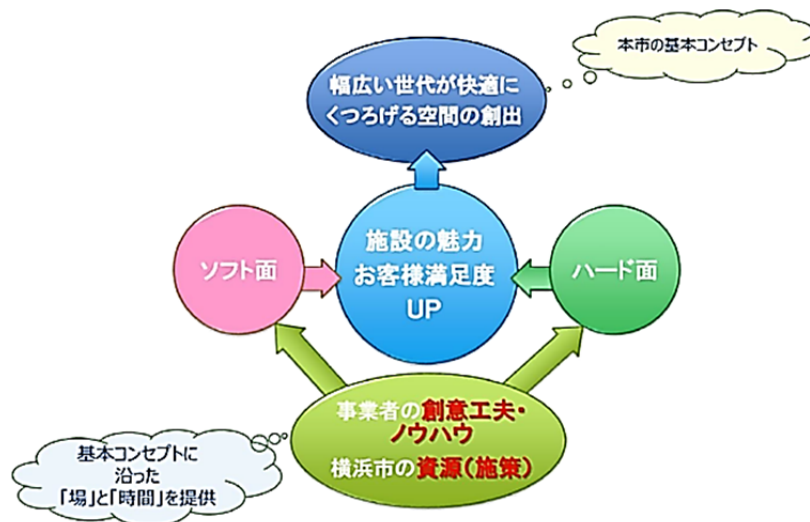 本市の基本コンセプト
幅広い世代が快適に
くつろげる空間の創出
施設の魅力
お客様満足度
UP
ソフト面
ハード面
事業者の創意工夫・
ノウハウ
横浜市の資源(施策)
基本コンセプトに
沿った
「場」と「時間」を提供